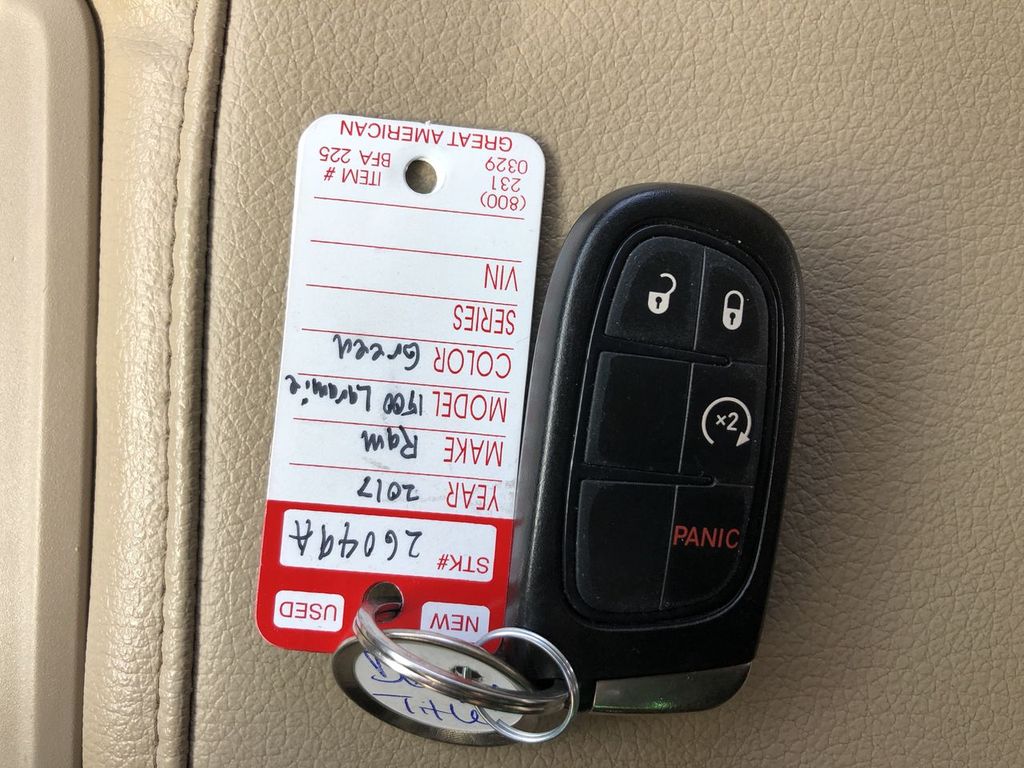 NEW USED
STK# 26049A
YEAR 2017
MAKE Ram
MODEL 1500 Laramie
COLOR Green
SERIES
VIN
(800) 231 0329
ITEM # BFA 225
GREAT AMERICAN
×2
PANIC
Title